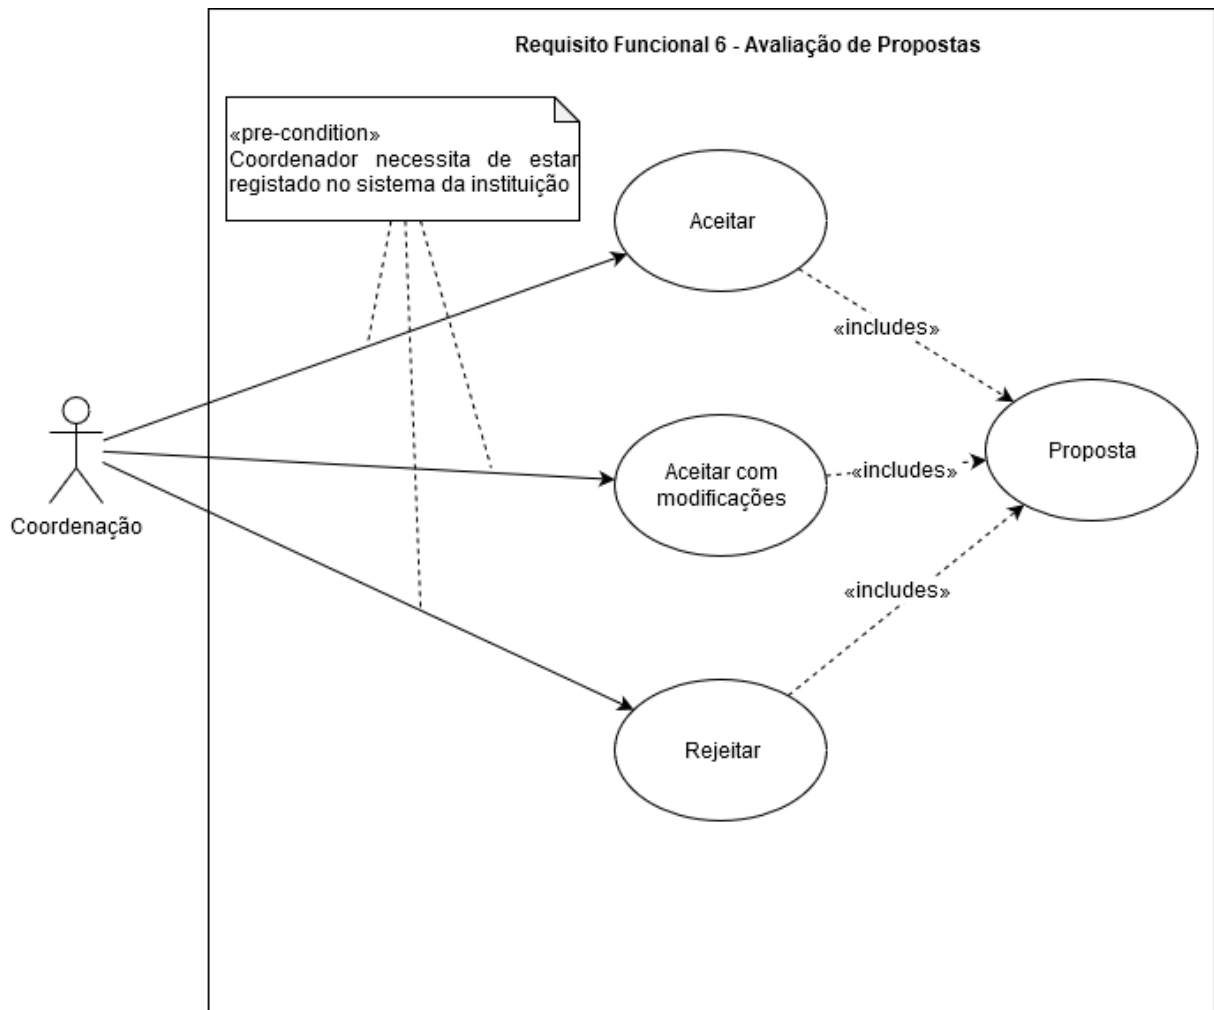 Requisito Funcional 6 - Avaliação de Propostas
«pre-condition»
Coordenador necessita de estar
registado no sistema da instituição
Aceitar
«includes»
Proposta
Aceitar com
modificações
«includes»
Coordenação
«includes»
Rejeitar